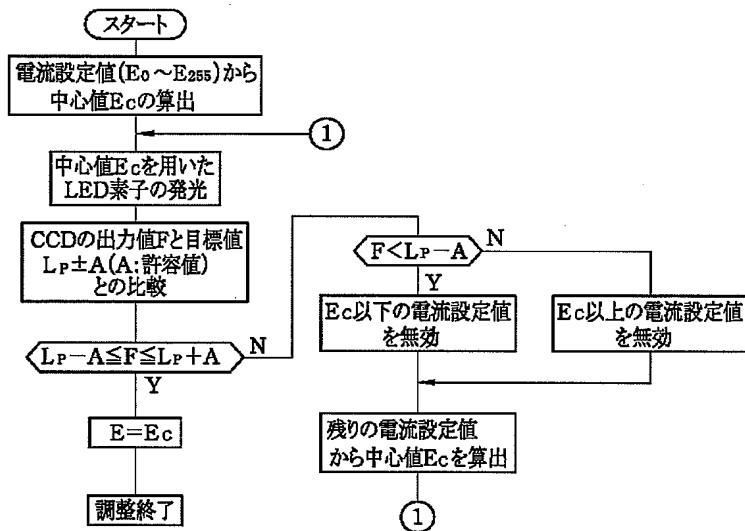 スタート
電流設定値(E0～E255)から
中心値Ecの算出
1
中心値Ecを用いた
LED素子の発光
CCDの出力値Fと目標値
LP±A(A:許容値)
との比較
LP－A≦F≦LP＋A
N
Y
E＝Ec
調整終了
F<LP－A
N
Y
Ec以下の電流設定値
を無効
Ec以上の電流設定値
を無効
残りの電流設定値
から中心値Ecを算出
1